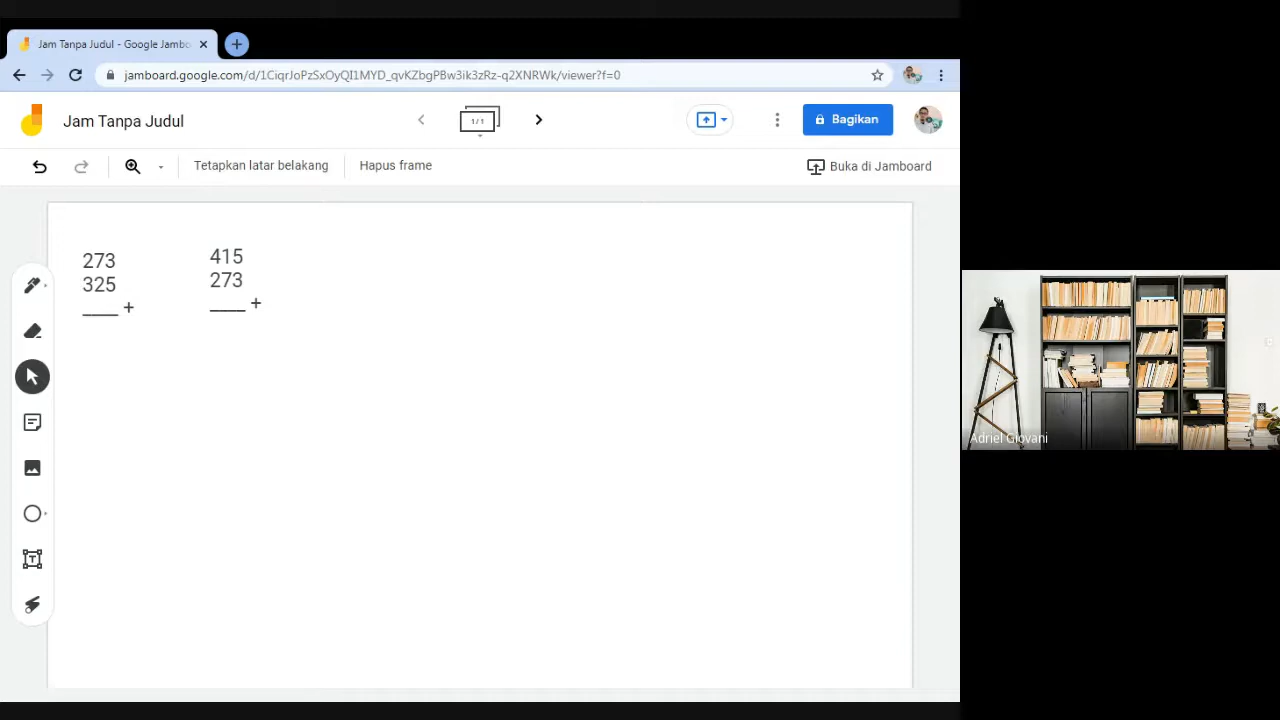 Jam Tanpa Judul - Google Jambo
jamboard.google.com/d/1CiqrJoPzSxOyQI1MYD_qvKZbgPBw3ik3zRz-q2XNRWk/viewer?f=0
Jam Tanpa Judul
1/1
Bagikan
Tetapkan latar belakang
Hapus frame
Buka di Jamboard
273
325
____ +
415
273
____ +
Adriel Giovani